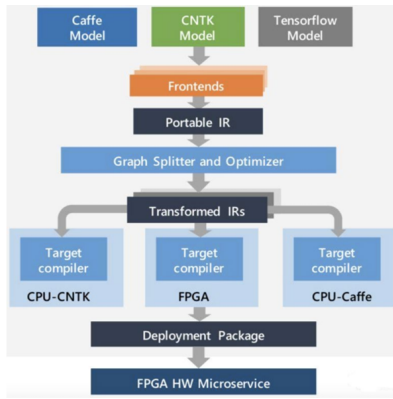 Caffe
Model
CNTK
Model
Tensorflow
Model
Frontends
Portable IR
Graph Splitter and Optimizer
Transformed IRs
Target
compiler
CPU-CNTK
Target
compiler
FPGA
Target
compiler
CPU-Caffe
Deployment Package
FPGA HW Microservice